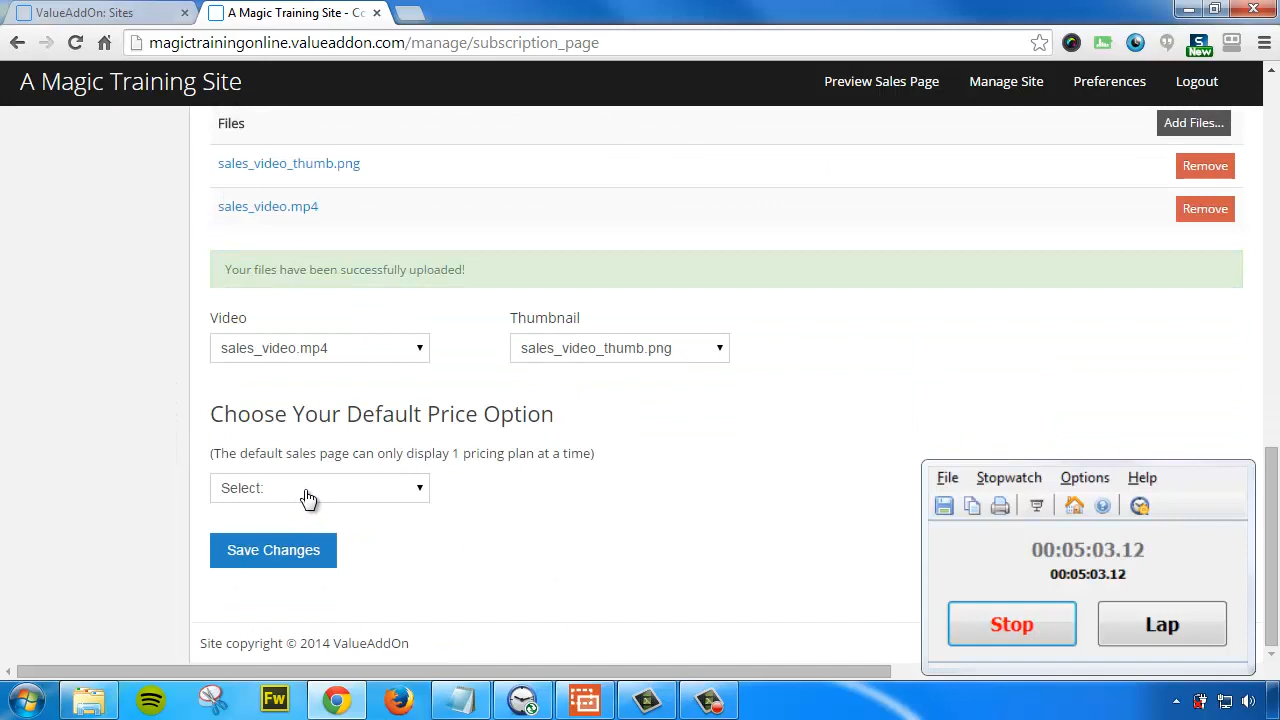 ValueAddOn: Sites ×
A Magic Training Site - Co ×
magictrainingonline.valueaddon.com/manage/subscription_page
New
A Magic Training Site
Preview Sales Page Manage Site Preferences Logout
Files Add Files...
sales_video_thumb.png Remove
sales_video.mp4 Remove
Your files have been successfully uploaded!
Video Thumbnail
sales_video.mp4 sales_video_thumb.png
Choose Your Default Price Option
(The default sales page can only display 1 pricing plan at a time)
Select:
Save Changes
File Stopwatch Options Help
00:05:03.12
00:05:03.12
Stop Lap
Site copyright © 2014 ValueAddOn
Fw